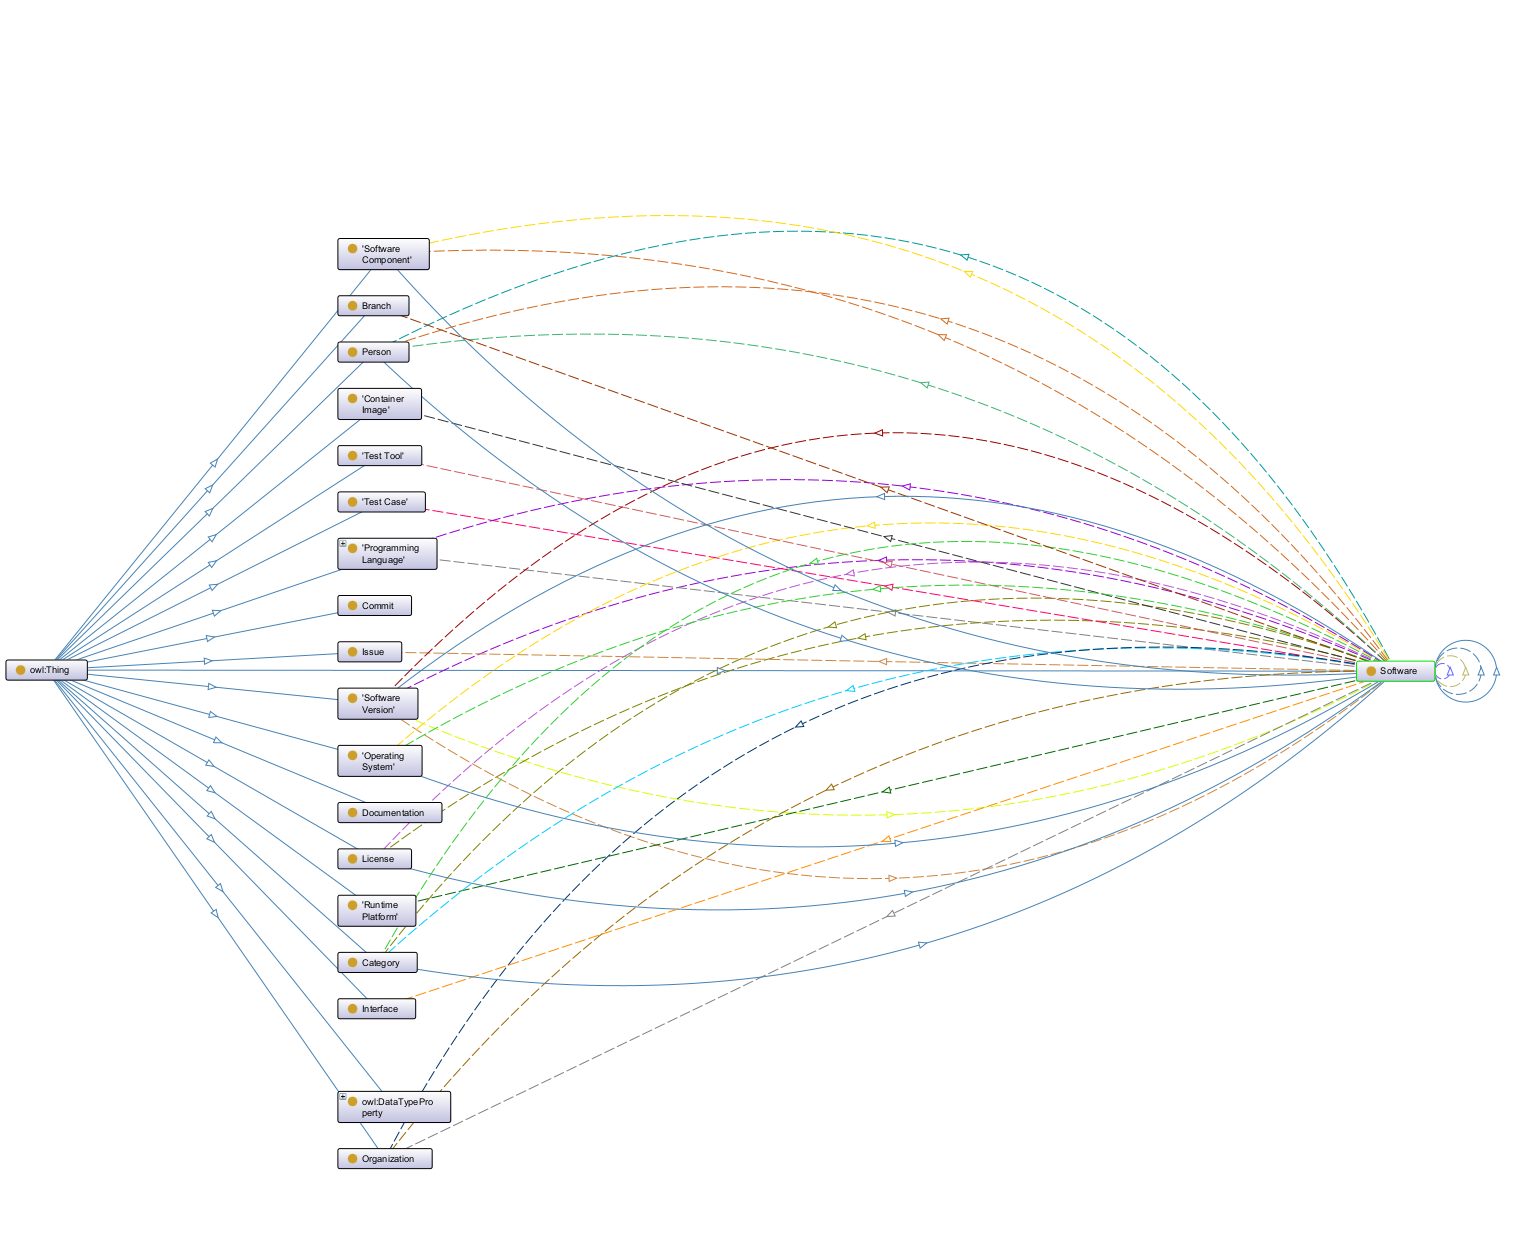 'Software
Component'
Branch
Person
'Container
Image'
'Test Tool'
'Test Case'
'Programming
Language'
Commit
Issue
owl:Thing
Software
'Software
Version'
'Operating
System'
Documentation
License
'Runtime
Platform'
Category
Interface
owl:DataTypePro
perty
Organization